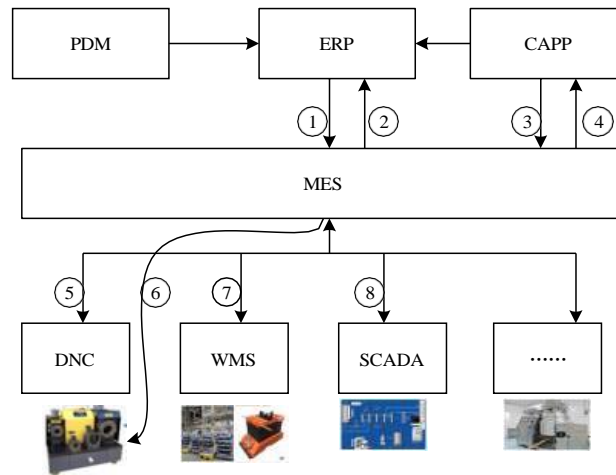 PDM
ERP
CAPP
1
2
3
4
MES
5
6
7
8
DNC
WMS
SCADA
......